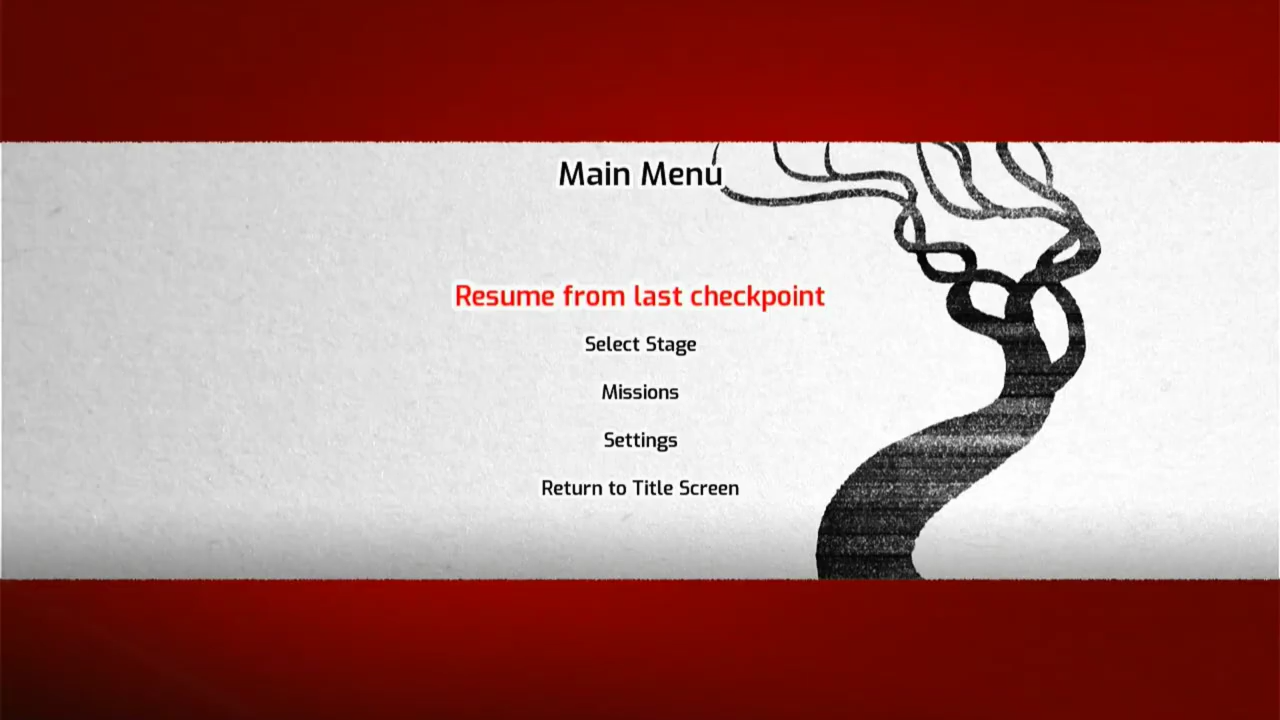 Main Menu
Resume from last checkpoint
Select Stage
Missions
Settings
Return to Title Screen